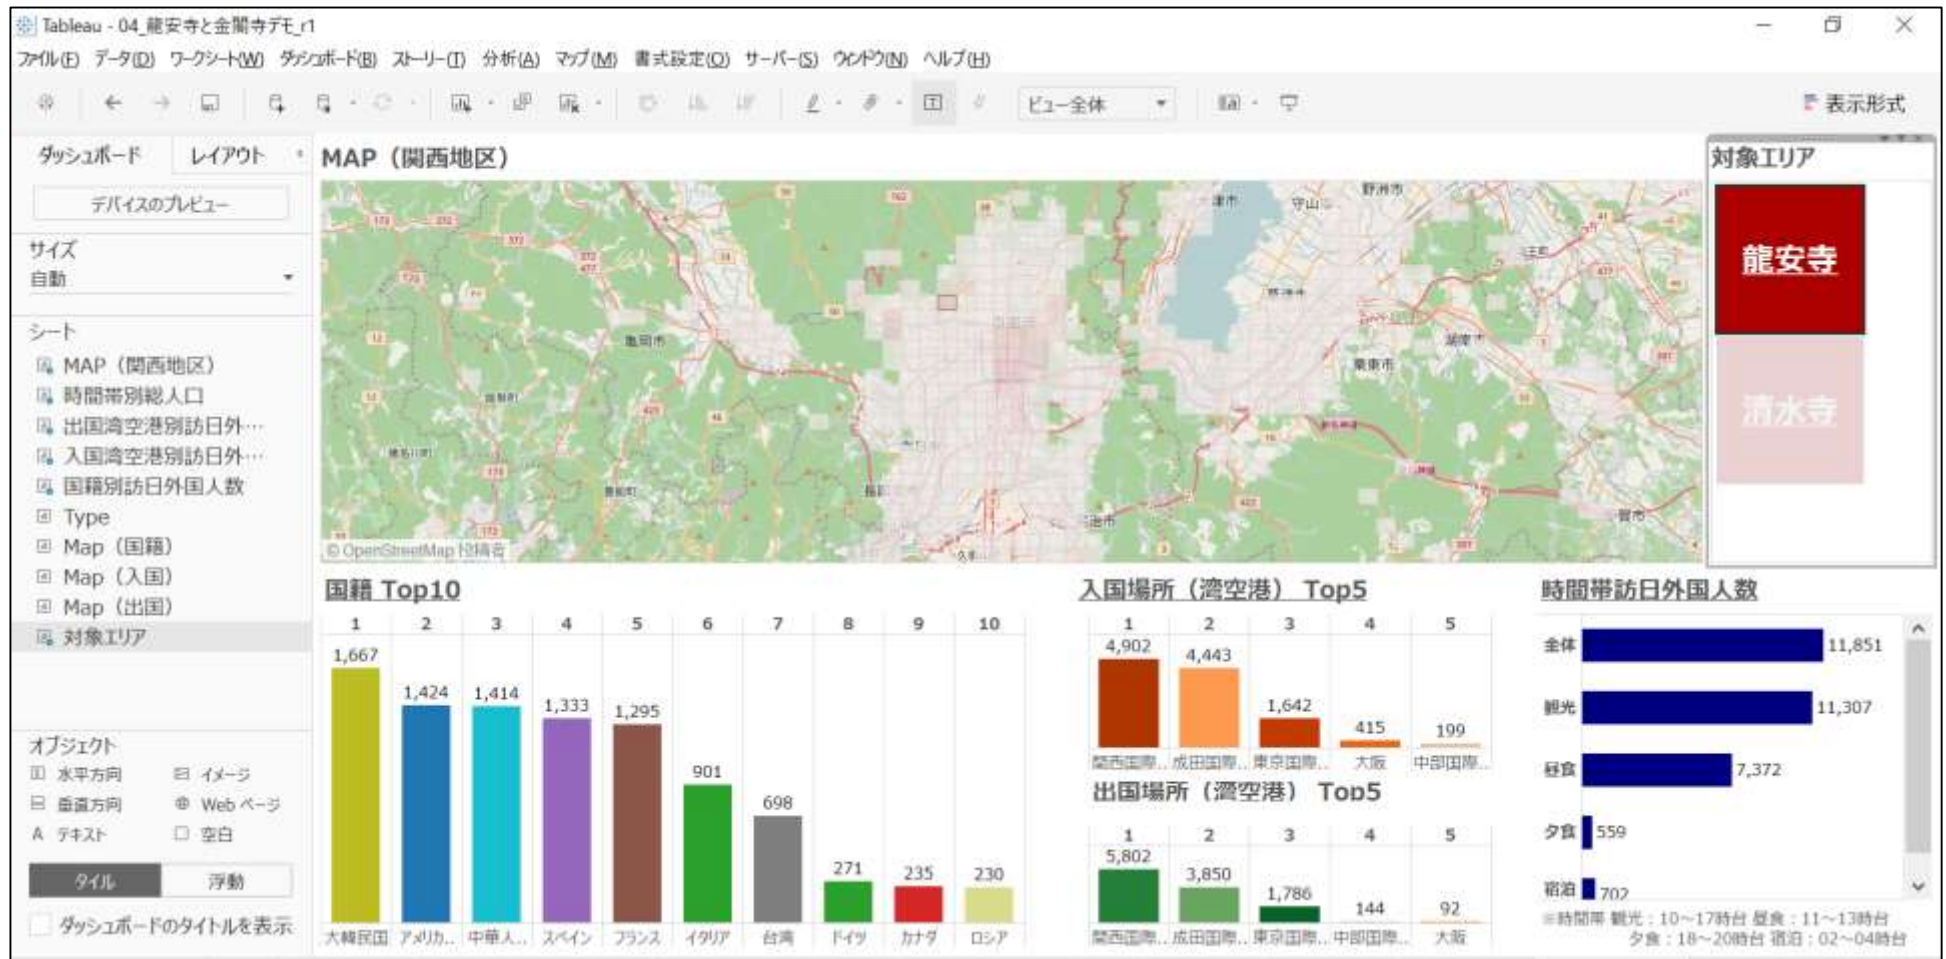 Tableau - 04_龍安寺と金閣寺デモ_r1
ファイル(F) データ(D) ワークシート(W) ダッシュボード(B) ストーリー(T) 分析(A) マップ(M) 書式設定(O) サーバー(S) ウィンドウ(N) ヘルプ(H)
ビュー全体
表示形式
ダッシュボード レイアウト
デバイスのプレビュー
サイズ
自動
シート
MAP（関西地区）
時間帯別総人口
出国湾空港別訪日外…
入国湾空港別訪日外…
国籍別訪日外国人数
Type
Map（国籍）
Map（入国）
Map（出国）
対象エリア
オブジェクト
水平方向 イメージ
垂直方向 Web ページ
A テキスト 空白
タイル 浮動
ダッシュボードのタイトルを表示
MAP（関西地区）
野洲市
津市
守山
亀岡市
湖南
栗東市
© OpenStreetMap
対象エリア
龍安寺
清水寺
国籍 Top10
1 2 3 4 5 6 7 8 9 10
1,667 1,424 1,414 1,333 1,295 901 698 271 235 230
大韓民国 アメリカ.. 中華人.. スペイン フランス イタリア 台湾 ドイツ カナダ ロシア
入国場所（湾空港） Top5
1 2 3 4 5
4,902 4,443 1,642 415 199
関西国際.. 成田国際.. 東京国際.. 大阪 中部国際..
出国場所（湾空港） Top5
1 2 3 4 5
5,802 3,850 1,786 144 92
関西国際.. 成田国際.. 東京国際.. 中部国際.. 大阪
時間帯訪日外国人数
全体 11,851
観光 11,307
昼食 7,372
夕食 559
宿泊 702
※時間帯 観光：10～17時台 昼食：11～13時台
夕食：18～20時台 宿泊：02～04時台